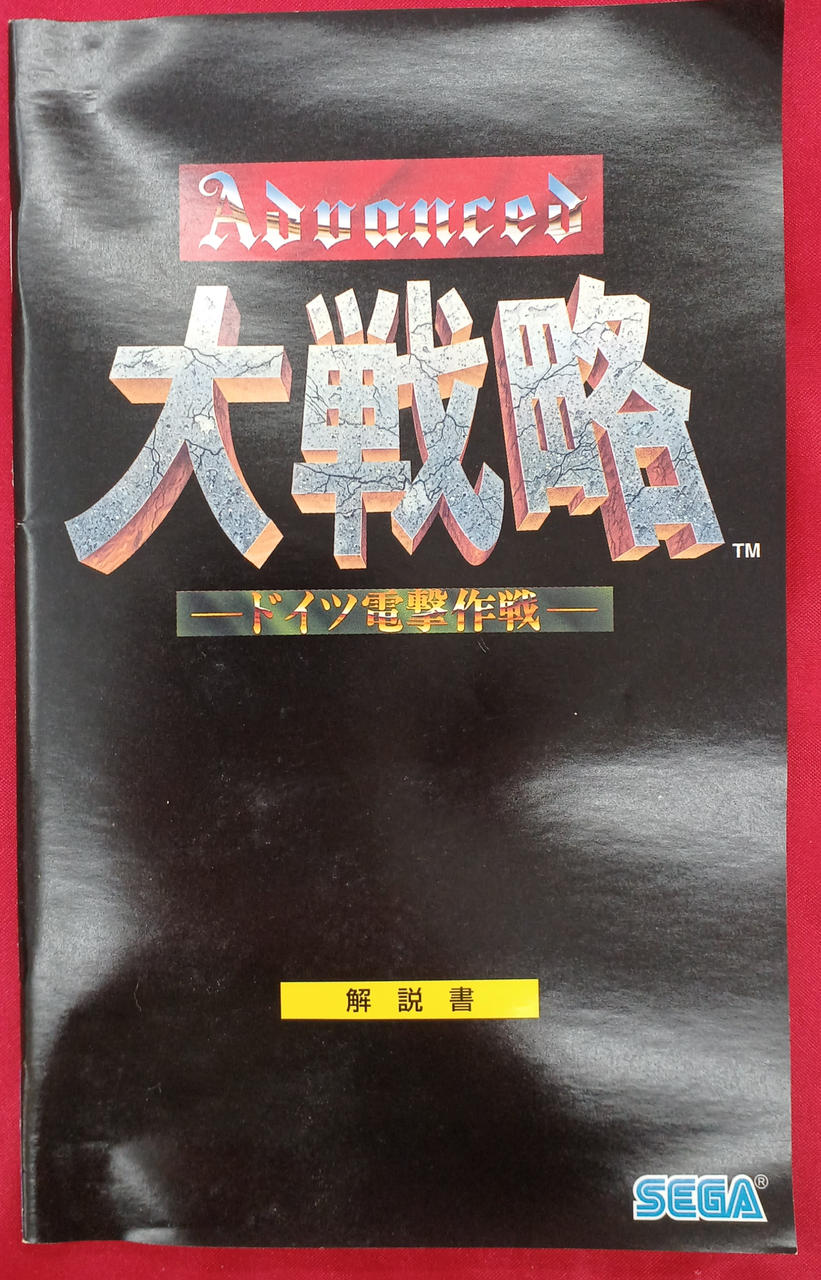 Advanced
大戦略
TM
—ドイツ電撃作戦—
解説書
SEGA®